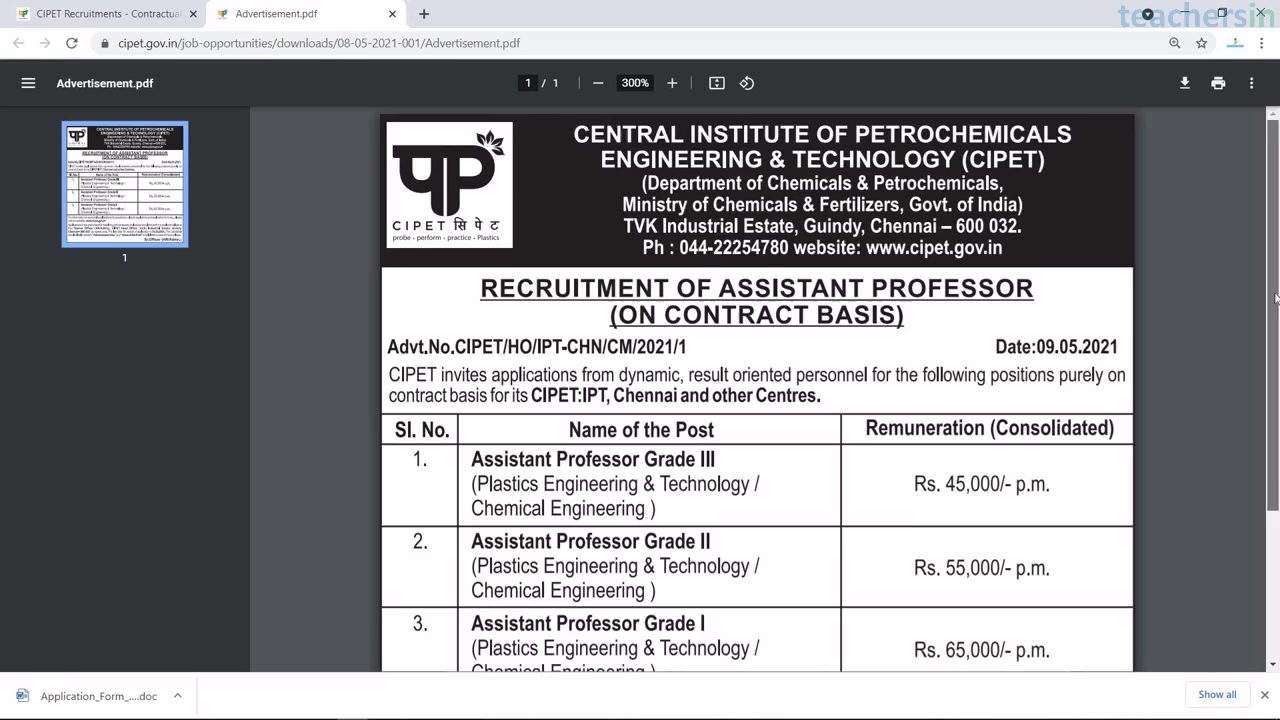 teachersin
CIPET Recruitments - Contractual
Advertisement.pdf
cipet.gov.in/job-opportunities/downloads/08-05-2021-001/Advertisement.pdf
Advertisement.pdf
1 / 1
300%
CENTRAL INSTITUTE OF PETROCHEMICALS
ENGINEERING & TECHNOLOGY (CIPET)
(Department of Chemicals & Petrochemicals,
Ministry of Chemicals & Fertilizers, Govt. of India)
TVK Industrial Estate, Guindy, Chennai – 600 032.
Ph : 044-22254780 website: www.cipet.gov.in
CIPET सिपेट
probe • perform • practice • Plastics
1
RECRUITMENT OF ASSISTANT PROFESSOR
(ON CONTRACT BASIS)
Advt.No.CIPET/HO/IPT-CHN/CM/2021/1 Date:09.05.2021
CIPET invites applications from dynamic, result oriented personnel for the following positions purely on
contract basis for its CIPET:IPT, Chennai and other Centres.
Sl. No. Name of the Post Remuneration (Consolidated)
1. Assistant Professor Grade III
(Plastics Engineering & Technology / Rs. 45,000/- p.m.
Chemical Engineering )
2. Assistant Professor Grade II
(Plastics Engineering & Technology / Rs. 55,000/- p.m.
Chemical Engineering )
3. Assistant Professor Grade I
(Plastics Engineering & Technology / Rs. 65,000/- p.m.
Chemical Engineering )
Application_Form_....doc
Show all